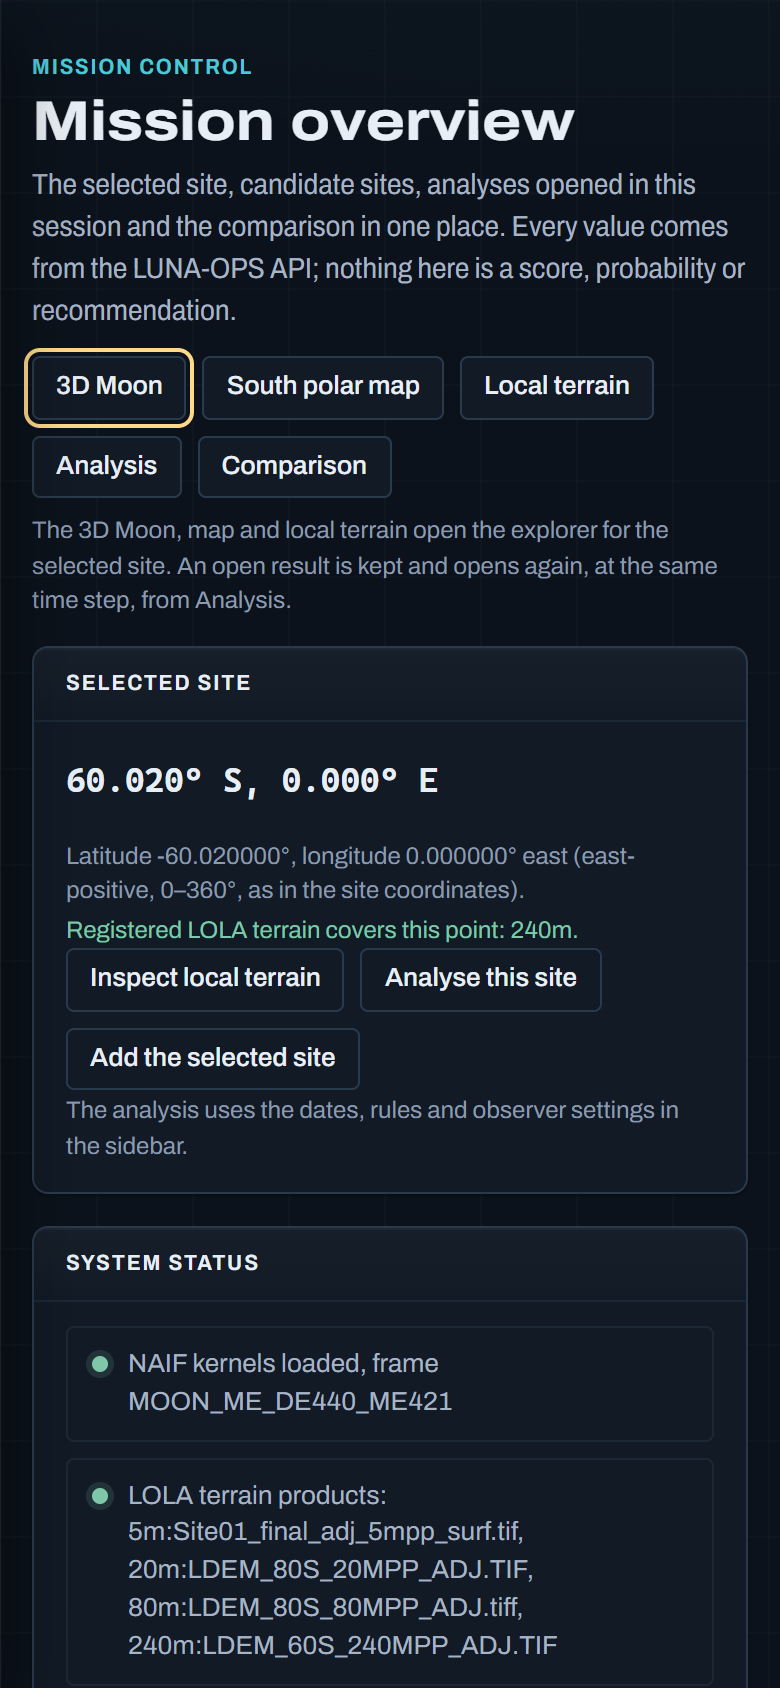 MISSION CONTROL
Mission overview
The selected site, candidate sites, analyses opened in this
session and the comparison in one place. Every value comes
from the LUNA-OPS API; nothing here is a score, probability or
recommendation.
3D Moon
South polar map
Local terrain
Analysis
Comparison
The 3D Moon, map and local terrain open the explorer for the
selected site. An open result is kept and opens again, at the same
time step, from Analysis.
SELECTED SITE
60.020° S, 0.000° E
Latitude -60.020000°, longitude 0.000000° east (east-
positive, 0–360°, as in the site coordinates).
Registered LOLA terrain covers this point: 240m.
Inspect local terrain
Analyse this site
Add the selected site
The analysis uses the dates, rules and observer settings in
the sidebar.
SYSTEM STATUS
NAIF kernels loaded, frame
MOON_ME_DE440_ME421
LOLA terrain products:
5m:Site01_final_adj_5mpp_surf.tif,
20m:LDEM_80S_20MPP_ADJ.TIF,
80m:LDEM_80S_80MPP_ADJ.tiff,
240m:LDEM_60S_240MPP_ADJ.TIF